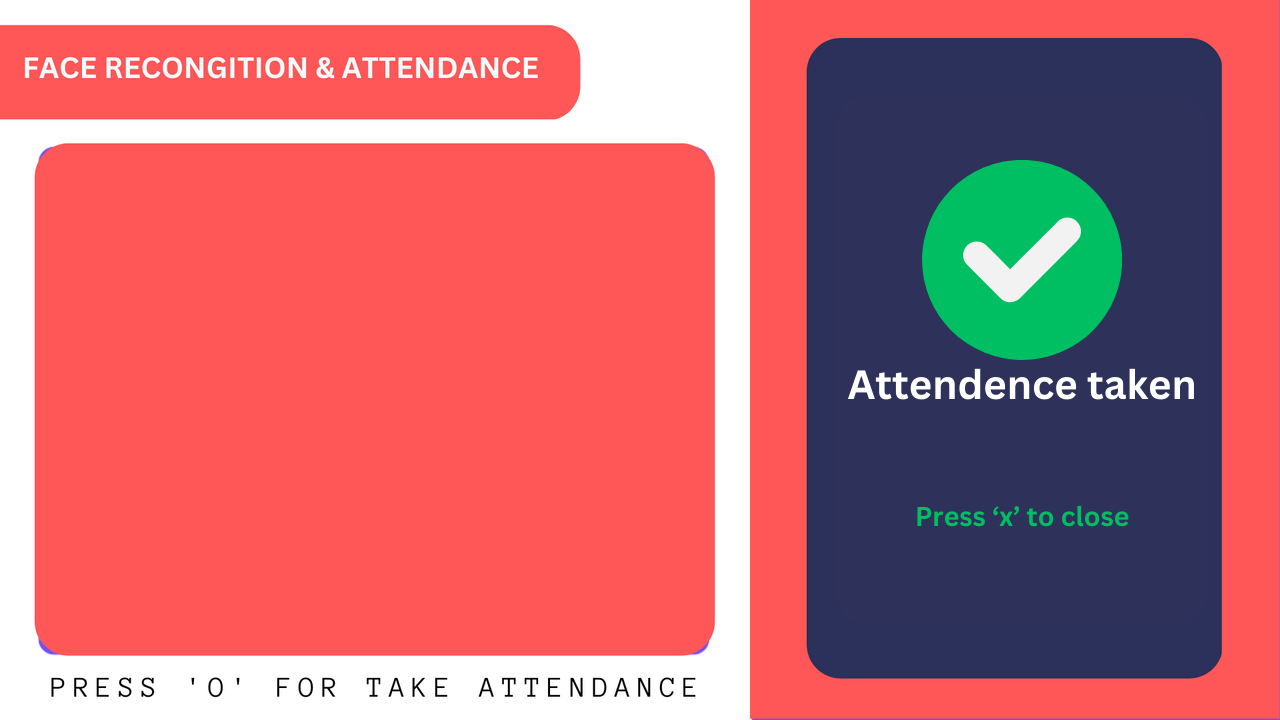 FACE RECONGITION & ATTENDANCE
PRESS 'O' FOR TAKE ATTENDANCE
Attendence taken
Press ‘x’ to close